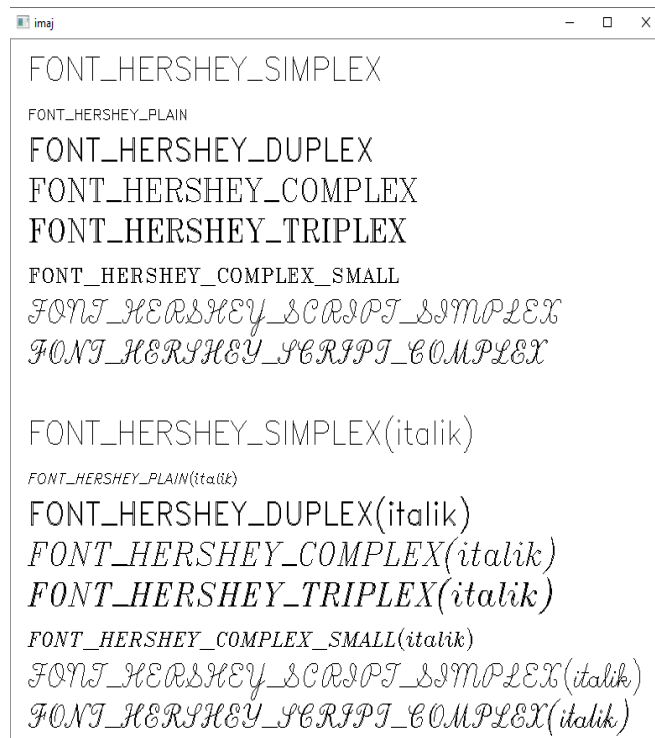 imaj
FONT_HERSHEY_SIMPLEX
FONT_HERSHEY_PLAIN
FONT_HERSHEY_DUPLEX
FONT_HERSHEY_COMPLEX
FONT_HERSHEY_TRIPLEX
FONT_HERSHEY_COMPLEX_SMALL
FONT_HERSHEY_SCRIPT_SIMPLEX
FONT_HERSHEY_SCRIPT_COMPLEX
FONT_HERSHEY_SIMPLEX(italik)
FONT_HERSHEY_PLAIN(italik)
FONT_HERSHEY_DUPLEX(italik)
FONT_HERSHEY_COMPLEX(italik)
FONT_HERSHEY_TRIPLEX(italik)
FONT_HERSHEY_COMPLEX_SMALL(italik)
FONT_HERSHEY_SCRIPT_SIMPLEX(italik)
FONT_HERSHEY_SCRIPT_COMPLEX(italik)